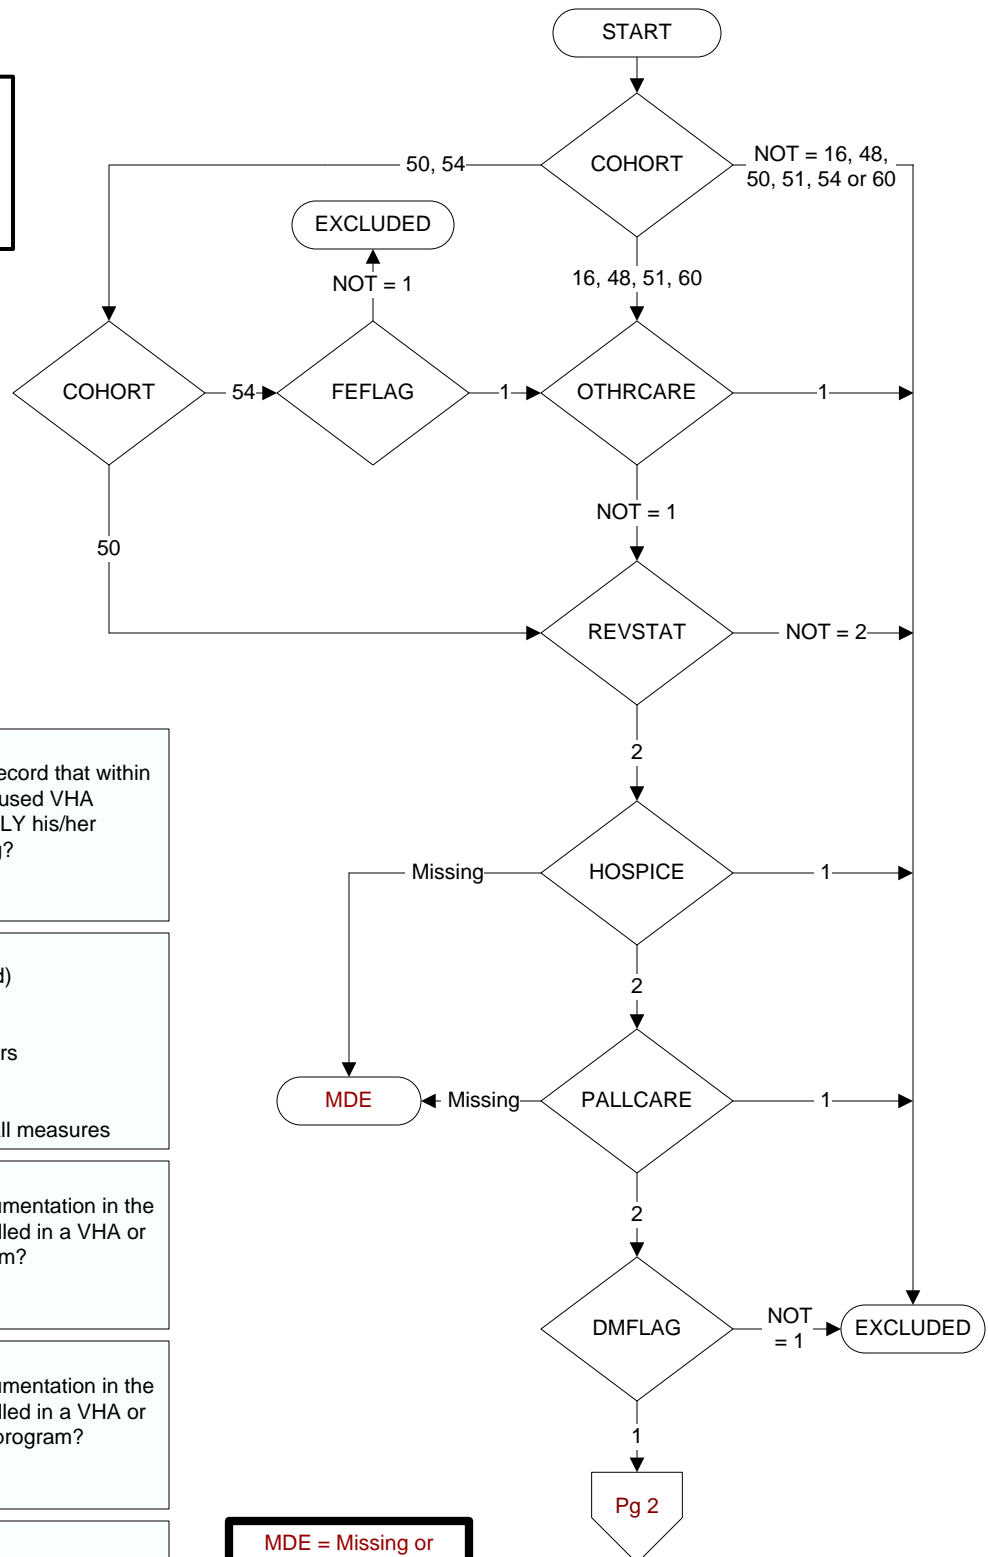 START
COHORT
50, 54
NOT = 16, 48,
50, 51, 54 or 60
EXCLUDED
NOT = 1
16, 48, 51, 60
COHORT
54
FEFLAG
1
OTHRCARE
1
NOT = 1
50
REVSTAT
NOT = 2
2
ecord that within
used VHA
LY his/her
g?
Missing
HOSPICE
1
d)
2
rs
MDE
Missing
PALLCARE
1
all measures
umentation in the
lled in a VHA or
m?
2
DMFLAG
NOT
= 1
EXCLUDED
umentation in the
lled in a VHA or
program?
1
Pg 2
MDE = Missing or